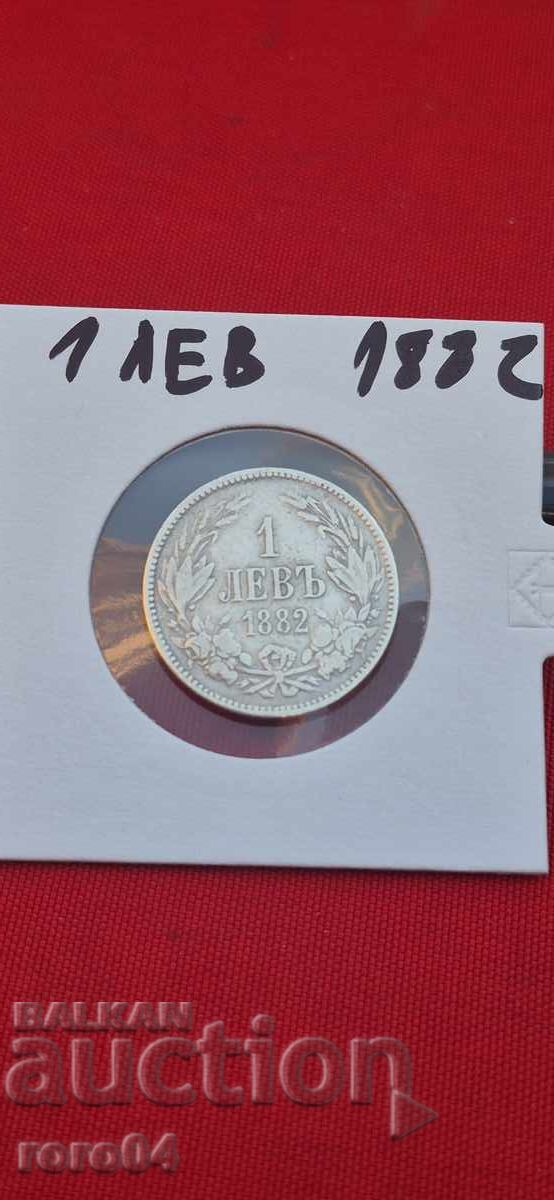 1 ЛЕВ 1882
1
ЛЕВЪ
1882
BALKAN
auction
roro04